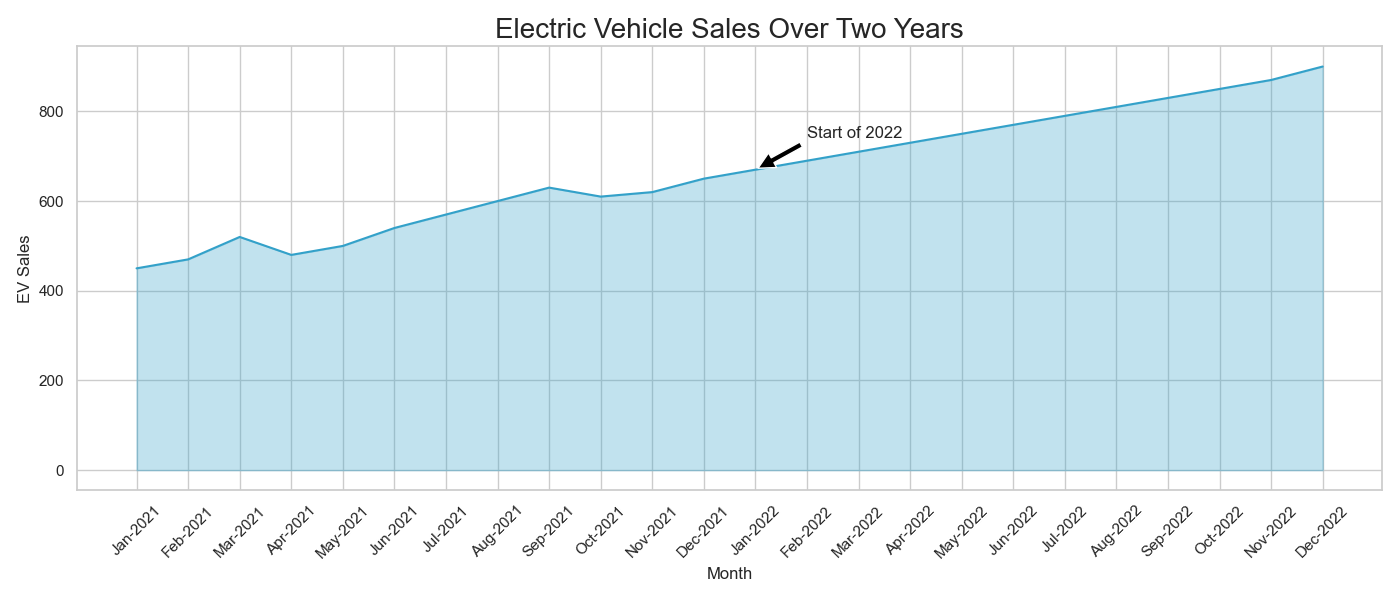 Electric Vehicle Sales Over Two Years
EV Sales
800
600
400
200
0
Start of 2022
Jan-2021
Feb-2021
Mar-2021
Apr-2021
May-2021
Jun-2021
Jul-2021
Aug-2021
Sep-2021
Oct-2021
Nov-2021
Dec-2021
Jan-2022
Feb-2022
Mar-2022
Apr-2022
May-2022
Jun-2022
Jul-2022
Aug-2022
Sep-2022
Oct-2022
Nov-2022
Dec-2022
Month